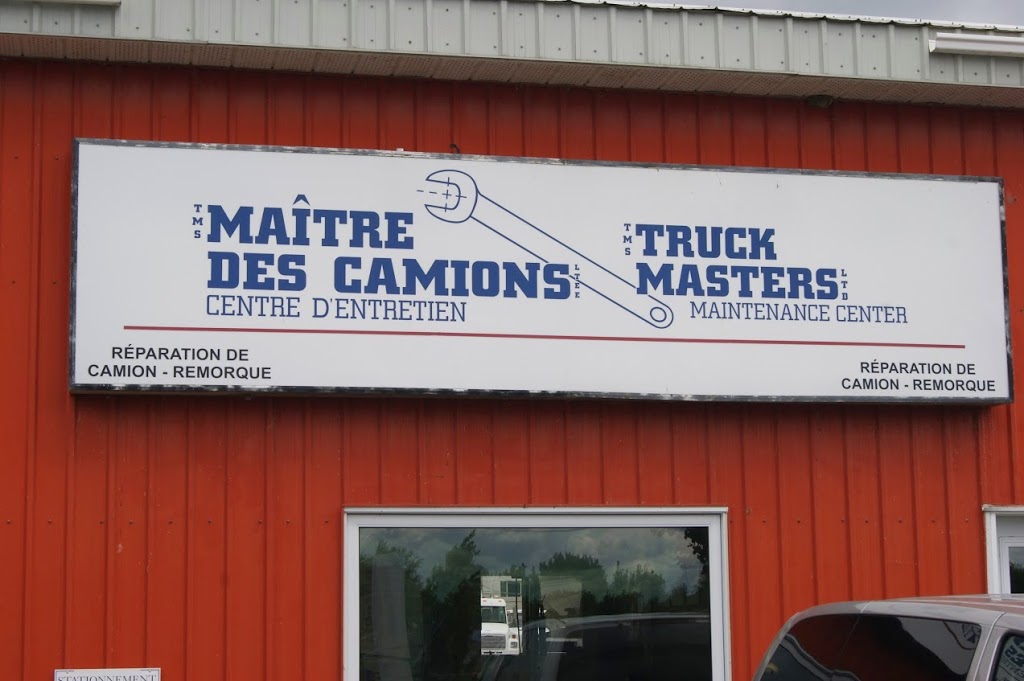 TMS
MAÎTRE
DES CAMIONS LTÉE
CENTRE D'ENTRETIEN
TMS
TRUCK
MASTERS LTD
MAINTENANCE CENTER
RÉPARATION DE
CAMION - REMORQUE
RÉPARATION DE
CAMION - REMORQUE
STATIONNEMENT